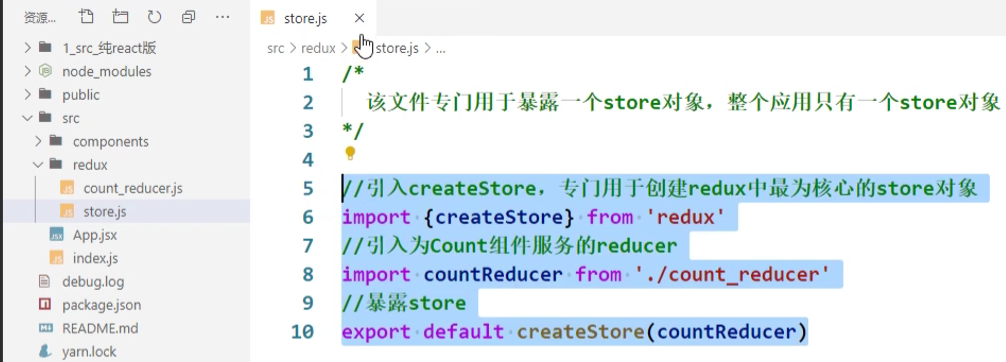 资源... ...
1_src_纯react版
node_modules
public
src
components
redux
JS count_reducer.js
JS store.js
JSX App.jsx
JS index.js
debug.log
package.json
README.md
yarn.lock
JS store.js ×
src > redux > store.js > ...
1 /*
2 该文件专门用于暴露一个store对象，整个应用只有一个store对象
3 */
4
5 //引入createStore，专门用于创建redux中最为核心的store对象
6 import {createStore} from 'redux'
7 //引入为Count组件服务的reducer
8 import countReducer from './count_reducer'
9 //暴露store
10 export default createStore(countReducer)